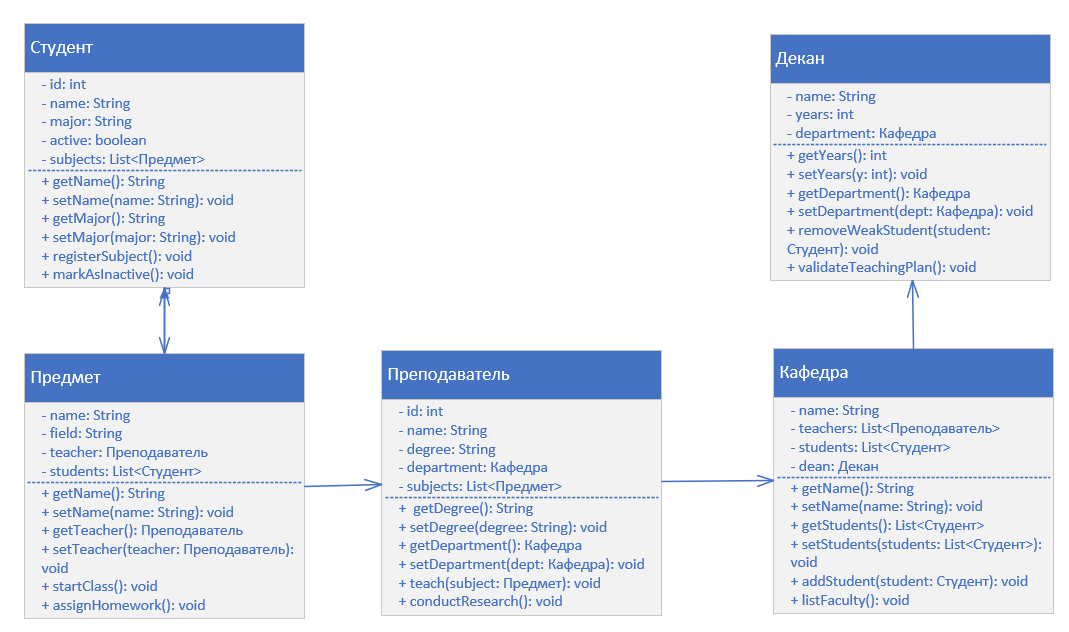 Студент
- id: int
- name: String
- major: String
- active: boolean
- subjects: List<Предмет>
+ getName(): String
+ setName(name: String): void
+ getMajor(): String
+ setMajor(major: String): void
+ registerSubject(): void
+ markAsInactive(): void
Декан
- name: String
- years: int
- department: Кафедра
+ getYears(): int
+ setYears(y: int): void
+ getDepartment(): Кафедра
+ setDepartment(dept: Кафедра): void
+ removeWeakStudent(student:
Студент): void
+ validateTeachingPlan(): void
Предмет
- name: String
- field: String
- teacher: Преподаватель
- students: List<Студент>
+ getName(): String
+ setName(name: String): void
+ getTeacher(): Преподаватель
+ setTeacher(teacher: Преподаватель):
void
+ startClass(): void
+ assignHomework(): void
Преподаватель
- id: int
- name: String
- degree: String
- department: Кафедра
- subjects: List<Предмет>
+ getDegree(): String
+ setDegree(degree: String): void
+ getDepartment(): Кафедра
+ setDepartment(dept: Кафедра): void
+ teach(subject: Предмет): void
+ conductResearch(): void
Кафедра
- name: String
- teachers: List<Преподаватель>
- students: List<Студент>
- dean: Декан
+ getName(): String
+ setName(name: String): void
+ getStudents(): List<Студент>
+ setStudents(students: List<Студент>):
void
+ addStudent(student: Студент): void
+ listFaculty(): void